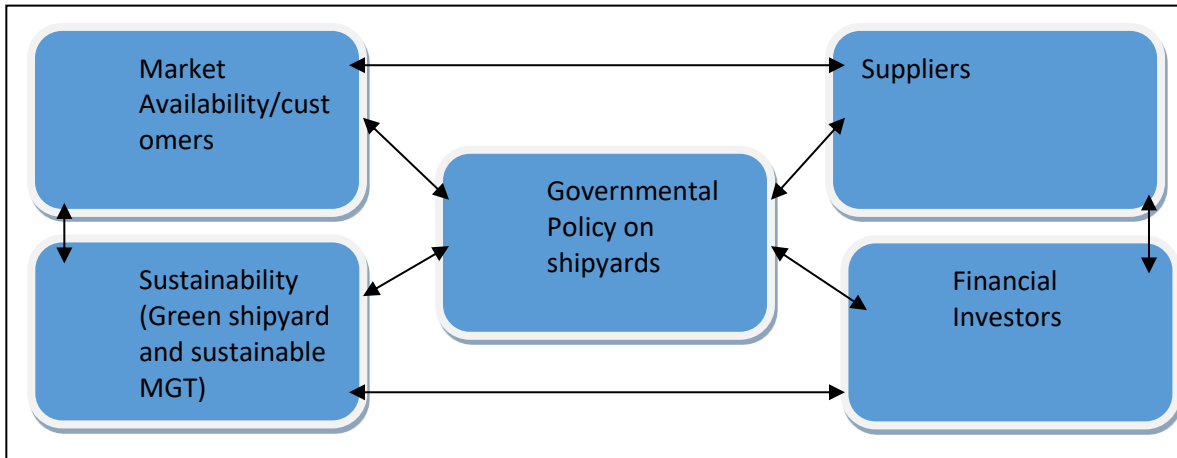 Market
Availability/cust
omers
Suppliers
Governmental
Policy on
shipyards
Sustainability
(Green shipyard
and sustainable
MGT)
Financial
Investors